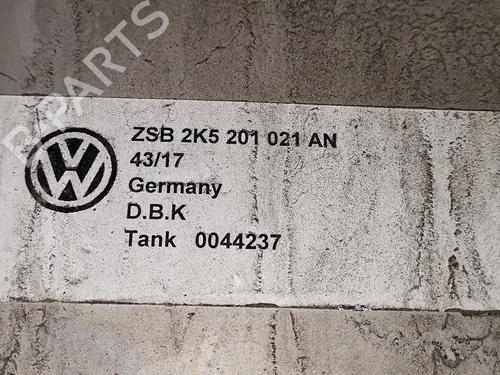 B-PARTS
ZSB 2K5 201 021 AN
43/17
Germany
D.B.K
Tank 0044237